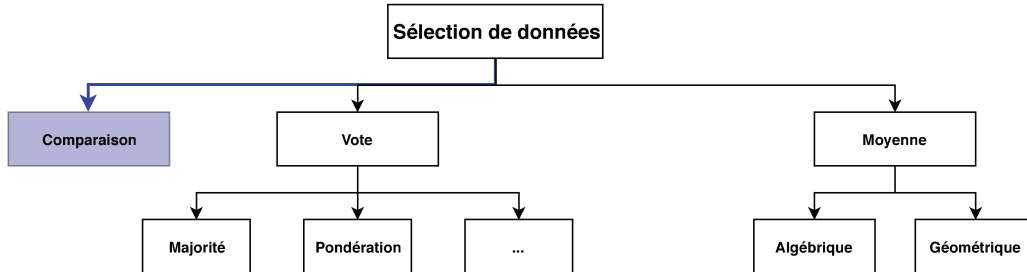 Sélection de données
Comparaison
Vote
Moyenne
Majorité
Pondération
...
Algébrique
Géométrique